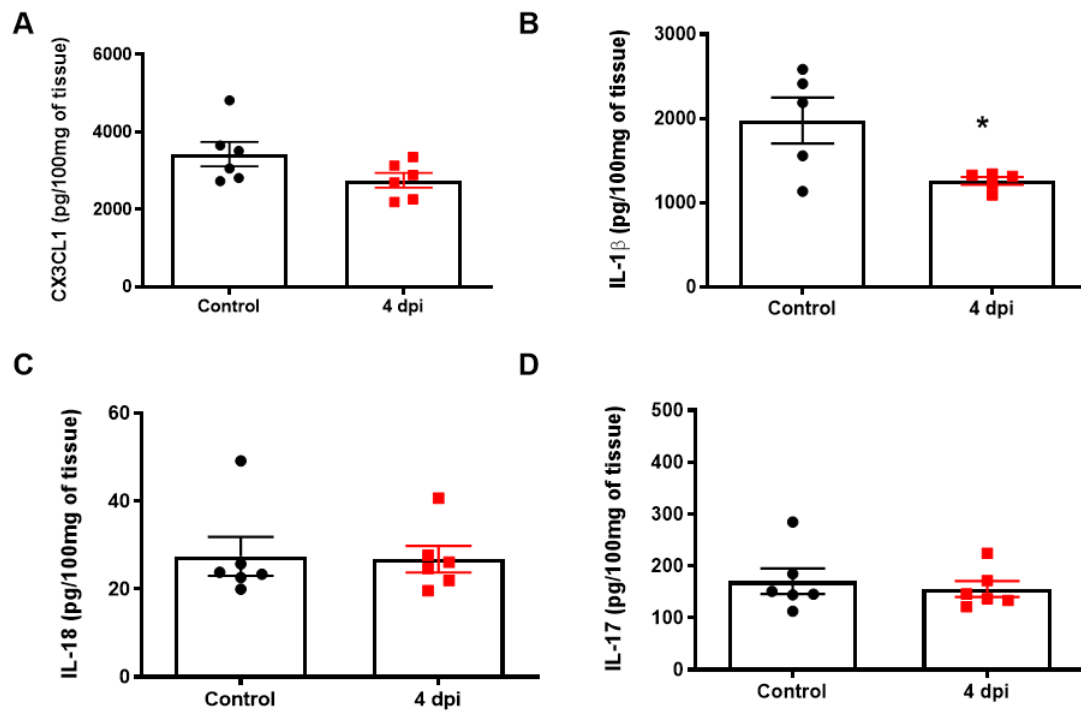 A
CX3CL1 (pg/100mg of tissue)
6000
4000
2000
0
Control
4 dpi
B
IL-1β (pg/100mg of tissue)
3000
2000
1000
0
*
Control
4 dpi
C
IL-18 (pg/100mg of tissue)
60
40
20
0
Control
4 dpi
D
IL-17 (pg/100mg of tissue)
500
400
300
200
100
0
Control
4 dpi